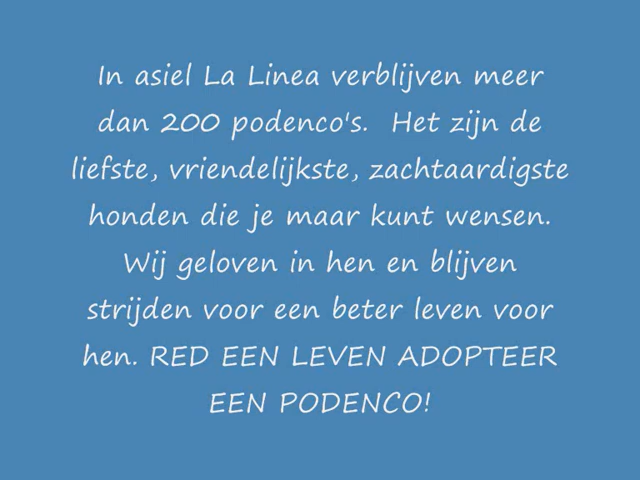 In asiel La Linea verblijven meer
dan 200 podenco's. Het zijn de
liefste, vriendelijkste, zachtaardigste
honden die je maar kunt wensen.
Wij geloven in hen en blijven
strijden voor een beter leven voor
hen. RED EEN LEVEN ADOPTEER
EEN PODENCO!